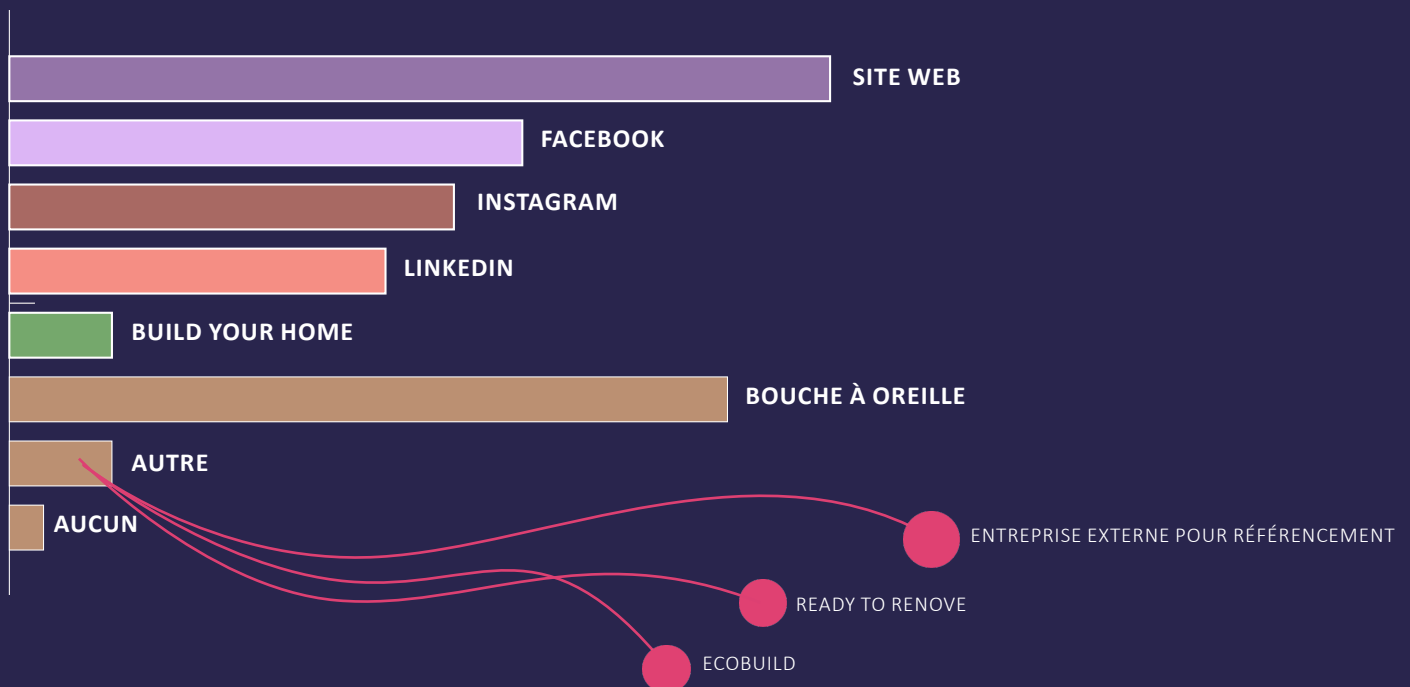 SITE WEB
FACEBOOK
INSTAGRAM
LINKEDIN
BUILD YOUR HOME
BOUCHE À OREILLE
AUTRE
AUCUN
ENTREPRISE EXTERNE POUR RÉFÉRENCEMENT
READY TO RENOVE
ECOBUILD